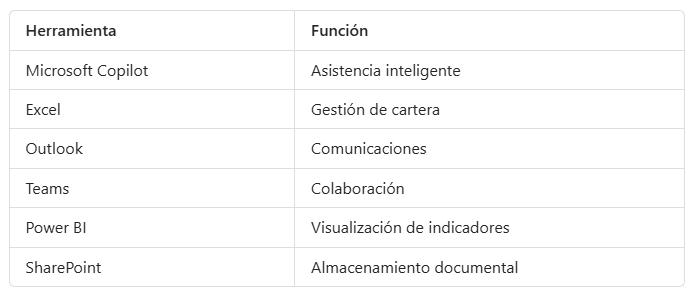 Herramienta Función
Microsoft Copilot Asistencia inteligente
Excel Gestión de cartera
Outlook Comunicaciones
Teams Colaboración
Power BI Visualización de indicadores
SharePoint Almacenamiento documental